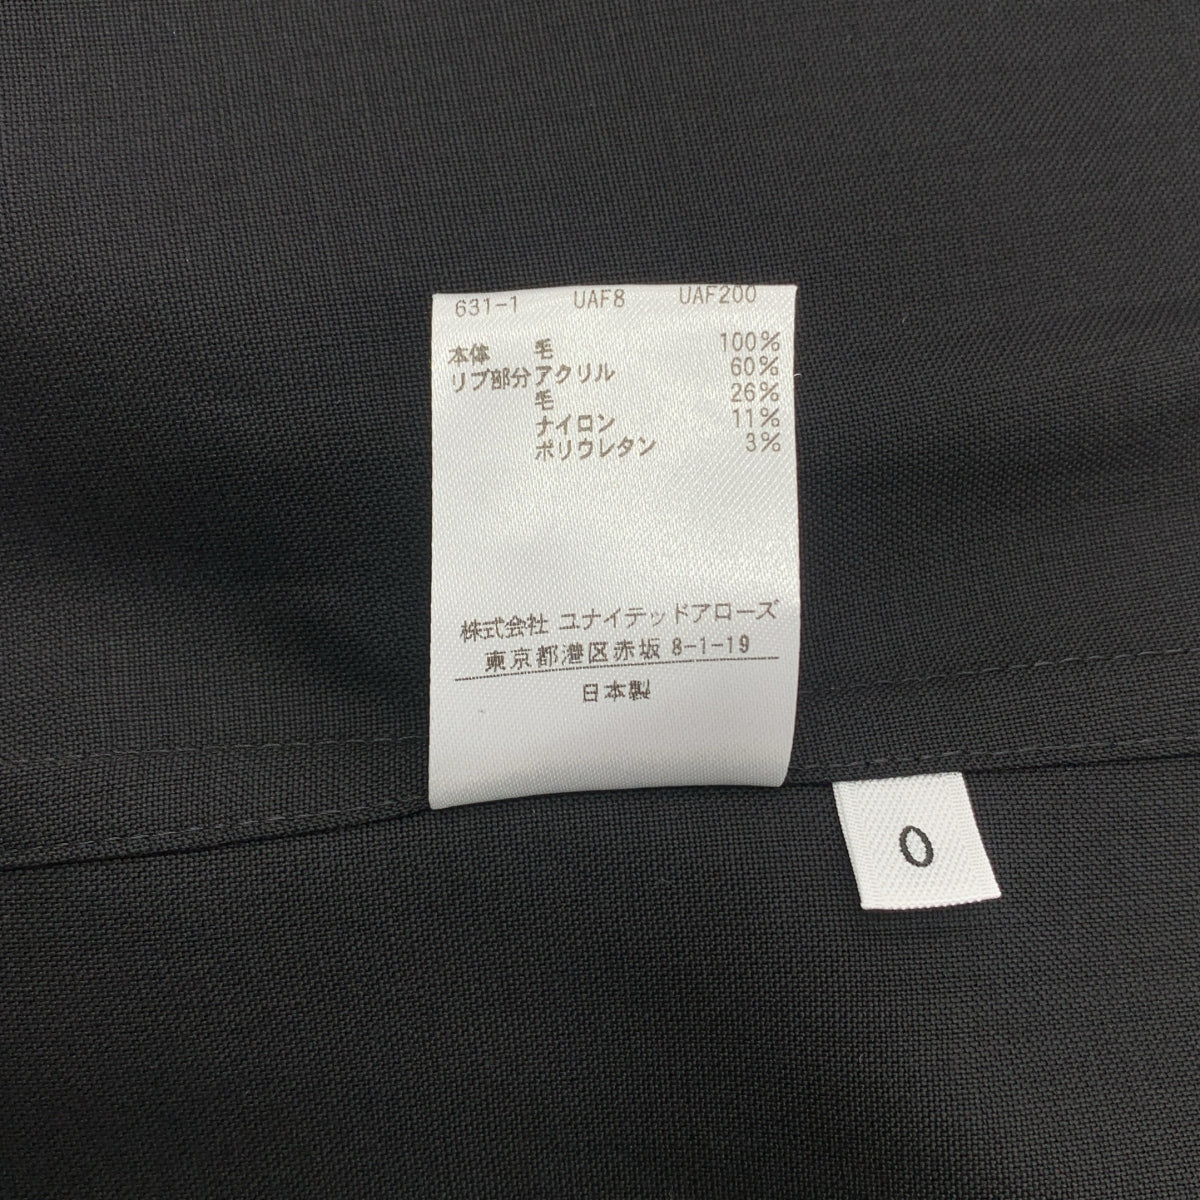 631-1 UAF8 UAF200
本体 毛 100%
リブ部分 アクリル 60%
毛 26%
ナイロン 11%
ポリウレタン 3%
株式会社 ユナイテッドアローズ
東京都港区赤坂 8-1-19
日本製
0